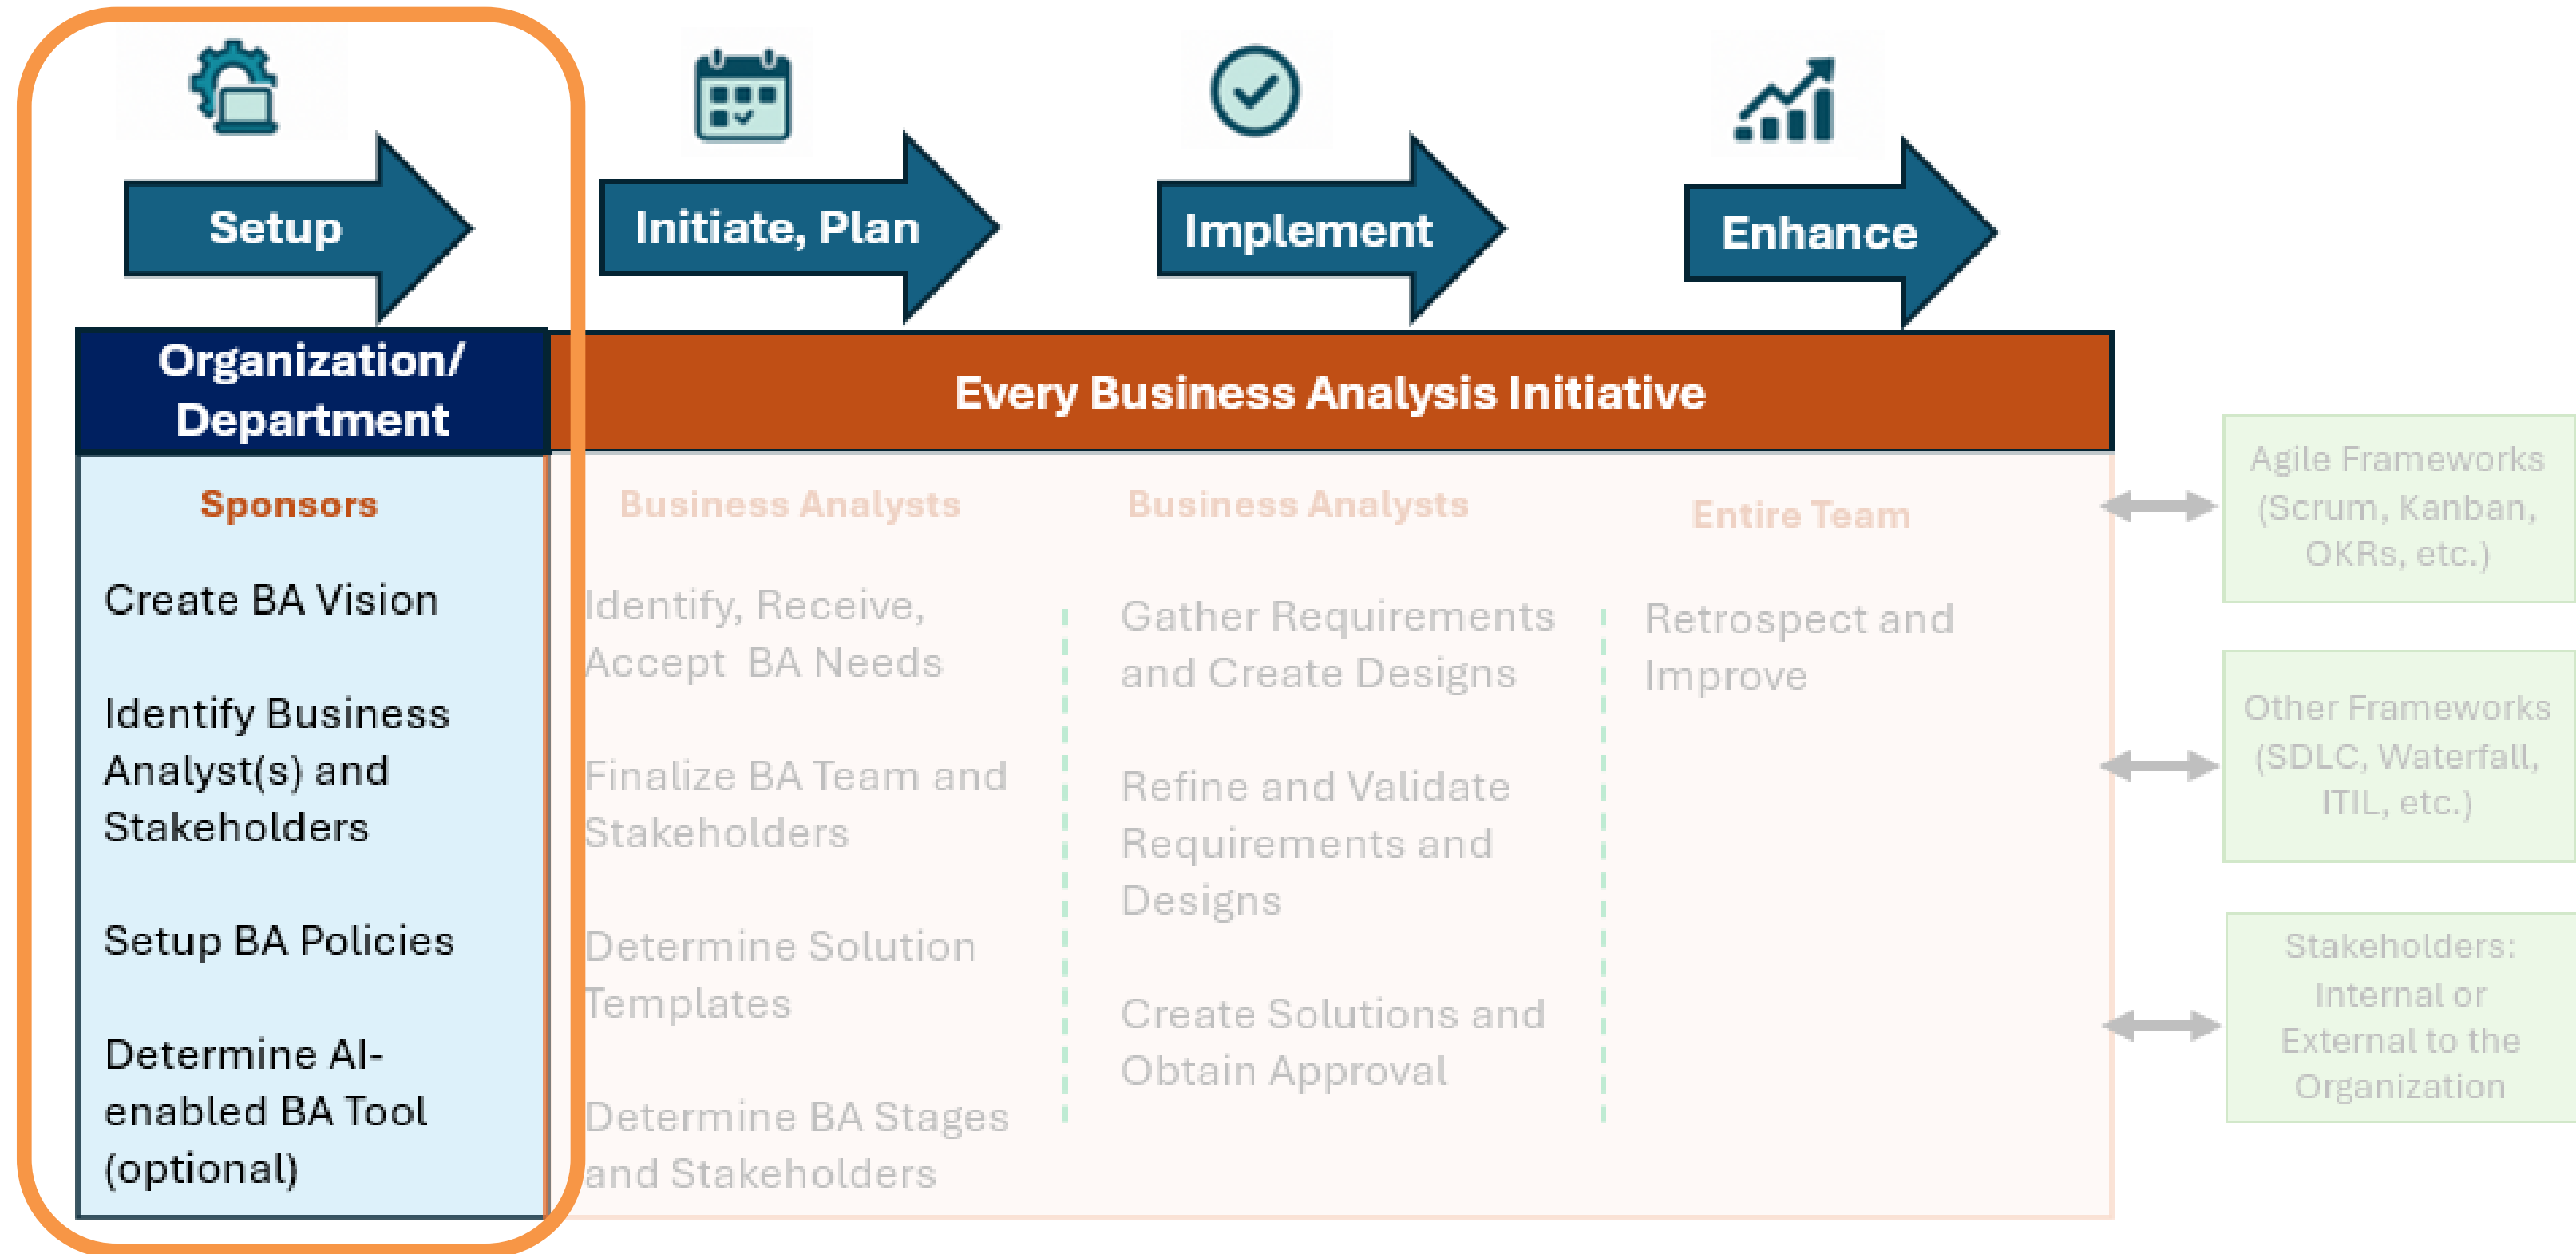 Setup
Initiate, Plan
Implement
Enhance
Organization/
Department
Every Business Analysis Initiative
Sponsors
Create BA Vision
Identify Business
Analyst(s) and
Stakeholders
Setup BA Policies
Determine AI-
enabled BA Tool
(optional)
Business Analysts
Identify, Receive,
Accept BA Needs
Finalize BA Team and
Stakeholders
Determine Solution
Templates
Determine BA Stages
and Stakeholders
Business Analysts
Gather Requirements
and Create Designs
Refine and Validate
Requirements and
Designs
Create Solutions and
Obtain Approval
Entire Team
Retrospect and
Improve
Agile Frameworks
(Scrum, Kanban,
OKRs, etc.)
Other Frameworks
(SDLC, Waterfall,
ITIL, etc.)
Stakeholders:
Internal or
External to the
Organization